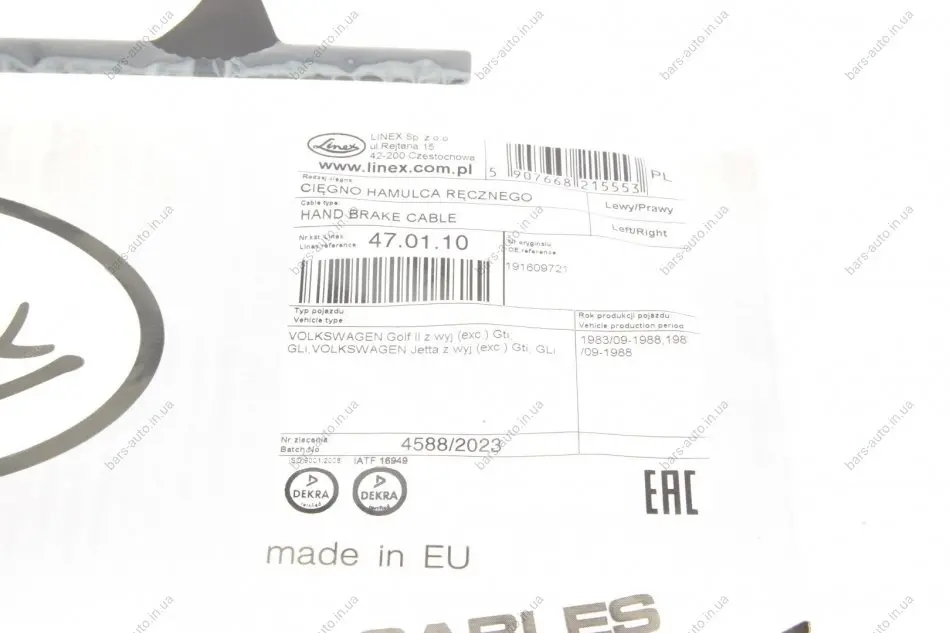 Linex
LINEX Sp. z o.o.
ul.Rejtana 15
42-200 Częstochowa
www.linex.com.pl
5 907668 215553
PL
Rodzaj cięgna
CIĘGNO HAMULCA RĘCZNEGO
Cable type
HAND BRAKE CABLE
Lewy/Prawy
Left/Right
Nr kat. Linex
Linex reference
47.01.10
Nr oryginału
OE reference
191609721
Typ pojazdu
Vehicle type
VOLKSWAGEN Golf II z wyj (exc.) Gti,
GLi,VOLKSWAGEN Jetta z wyj (exc.) Gti, GLi
Rok produkcji pojazdu
Vehicle production period
1983/09-1988,198
/09-1988
Nr zlecenia
Batch No
4588/2023
ISO 9001:2008
IATF 16949
DEKRA
DEKRA
EAC
made in EU
CABLES
bars-auto.in.ua